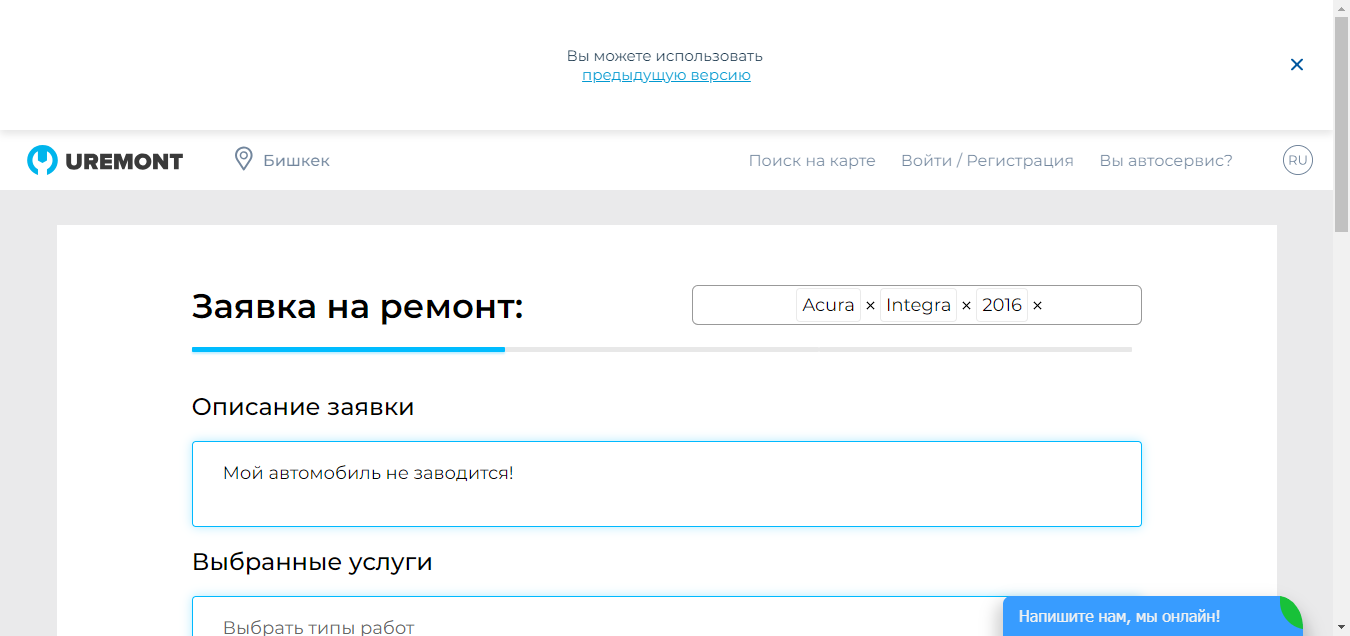 Вы можете использовать
предыдущую версию
UREMONT
Бишкек
Поиск на карте
Войти / Регистрация
Вы автосервис?
RU
Заявка на ремонт:
Acura × Integra × 2016 ×
Описание заявки
Мой автомобиль не заводится!
Выбранные услуги
Выбрать типы работ
Напишите нам, мы онлайн!